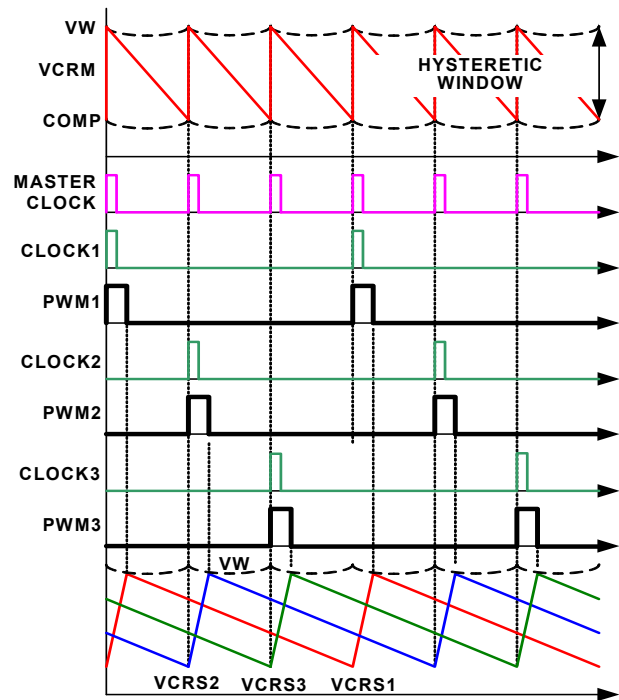 VW
VCRM
HYSTERETIC
WINDOW
COMP
MASTER
CLOCK
CLOCK1
PWM1
CLOCK2
PWM2
CLOCK3
PWM3
VW
VCRS2 VCRS3 VCRS1